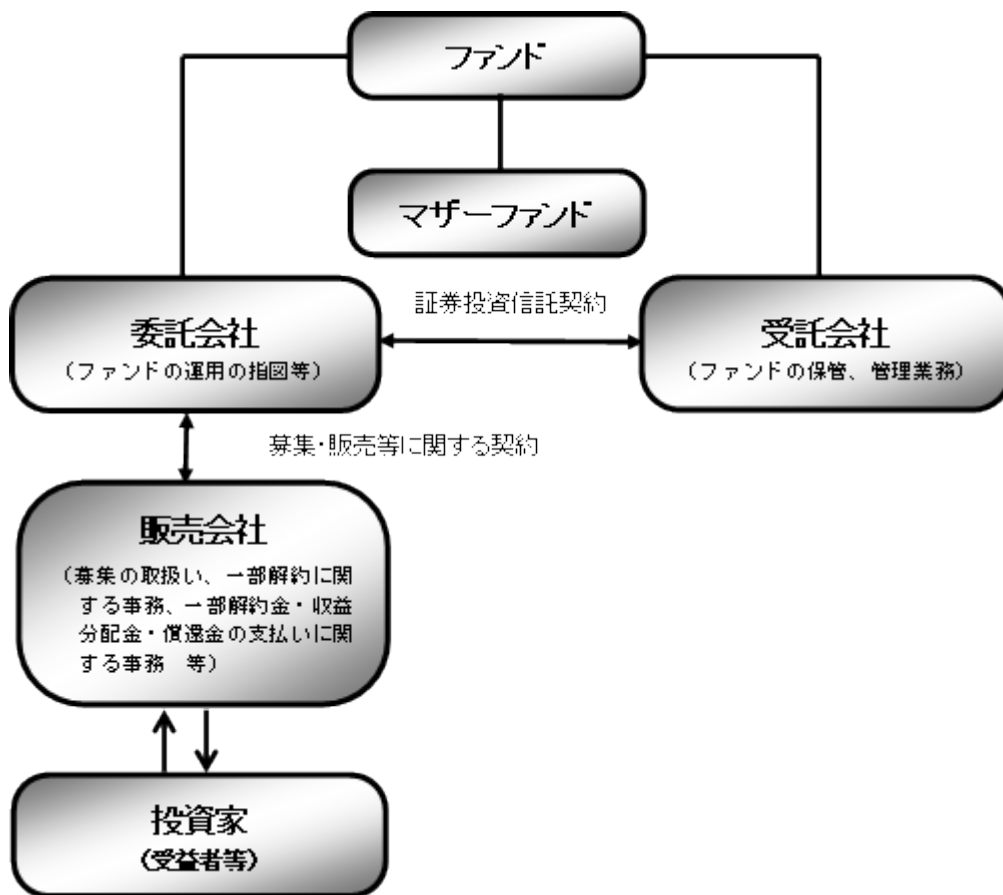 ファンド
マザーファンド
証券投資信託契約
委託会社
（ファンドの運用の指図等）
受託会社
（ファンドの保管、管理業務）
募集・販売等に関する契約
販売会社
（募集の取扱い、一部解約に関
する事務、一部解約金・収益
分配金・償還金の支払いに関
する事務　等）
投資家
（受益者等）